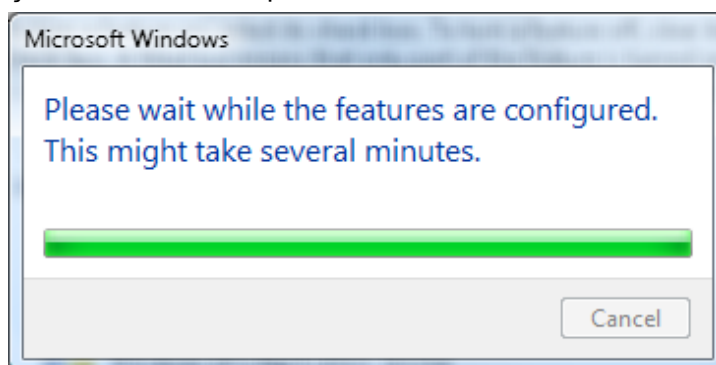 Microsoft Windows
Please wait while the features are configured.
This might take several minutes.
Cancel